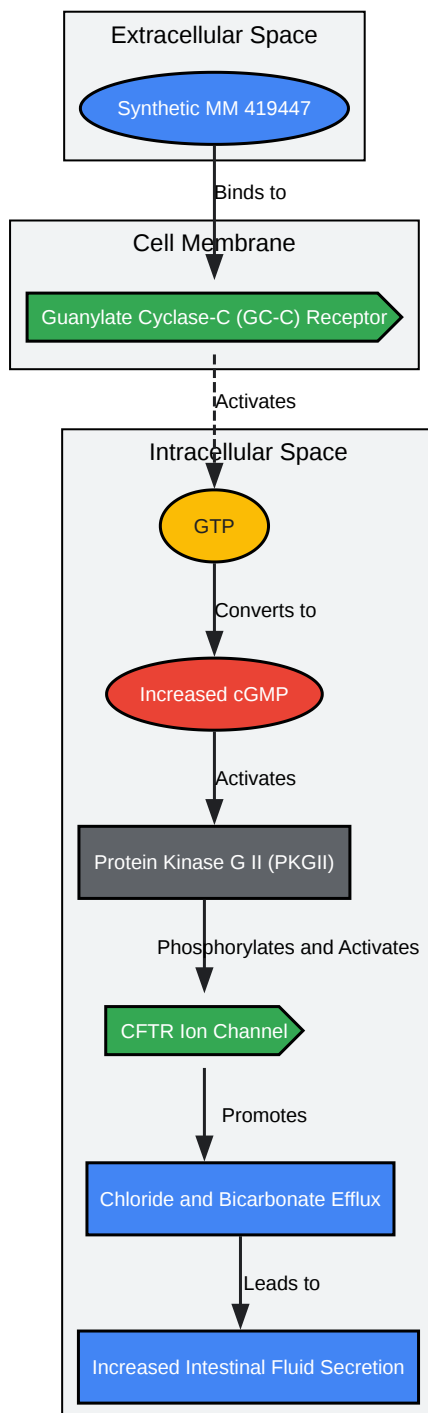 Extracellular Space
Synthetic MM 419447
Binds to
Cell Membrane
Guanylate Cyclase-C (GC-C) Receptor
Activates
Intracellular Space
GTP
Converts to
Increased cGMP
Activates
Protein Kinase G II (PKGII)
Phosphorylates and Activates
CFTR Ion Channel
Promotes
Chloride and Bicarbonate Efflux
Leads to
Increased Intestinal Fluid Secretion